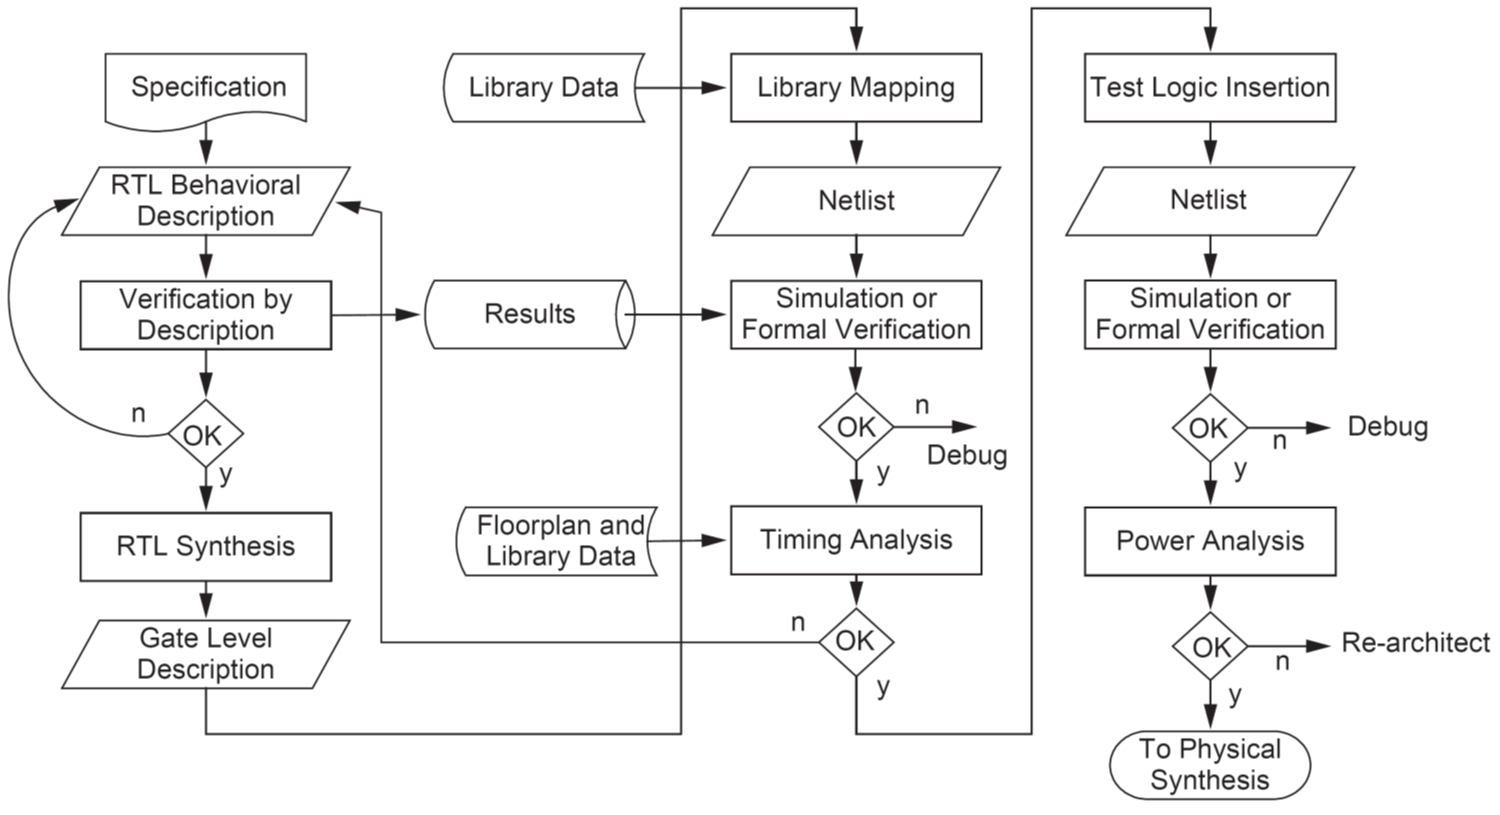 Specification
RTL Behavioral
Description
Verification by
Description
n
OK
y
RTL Synthesis
Gate Level
Description
Library Data
Results
Floorplan and
Library Data
Library Mapping
Netlist
Simulation or
Formal Verification
OK
n
Debug
y
Timing Analysis
n
OK
y
Test Logic Insertion
Netlist
Simulation or
Formal Verification
OK
n
Debug
y
Power Analysis
OK
n
Re-architect
y
To Physical
Synthesis